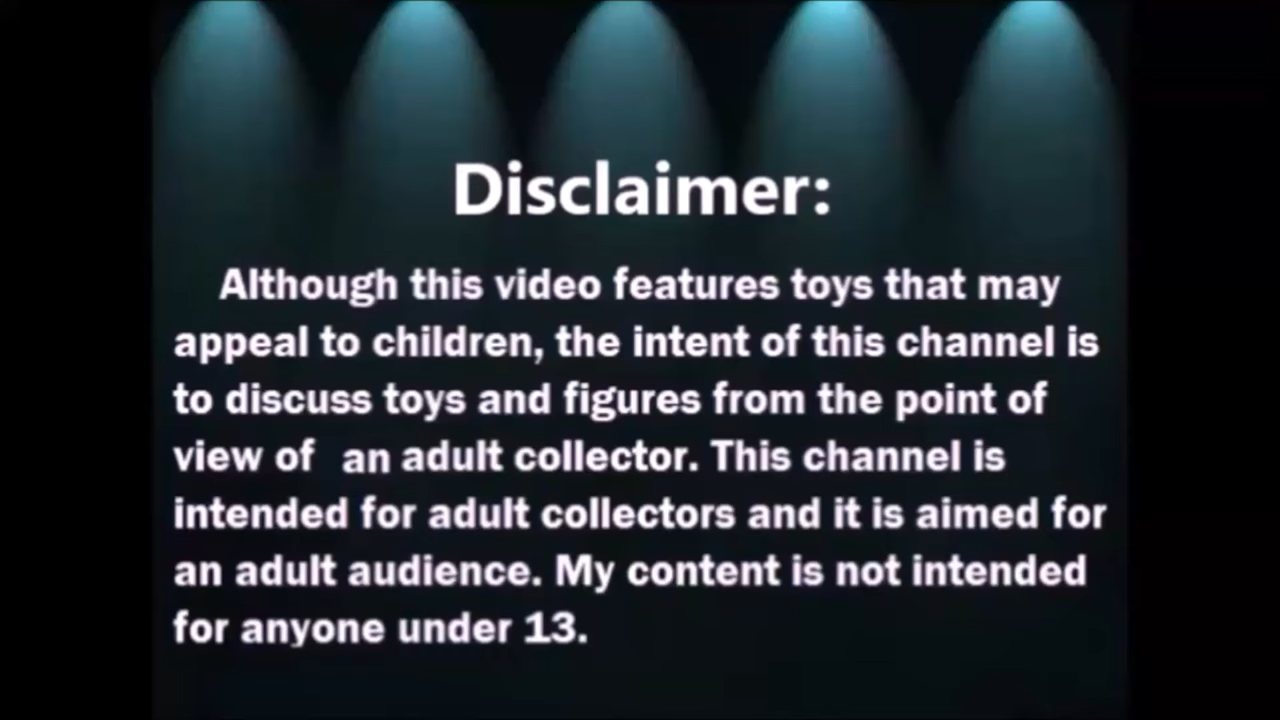 Disclaimer:
Although this video features toys that may
appeal to children, the intent of this channel is
to discuss toys and figures from the point of
view of an adult collector. This channel is
intended for adult collectors and it is aimed for
an adult audience. My content is not intended
for anyone under 13.